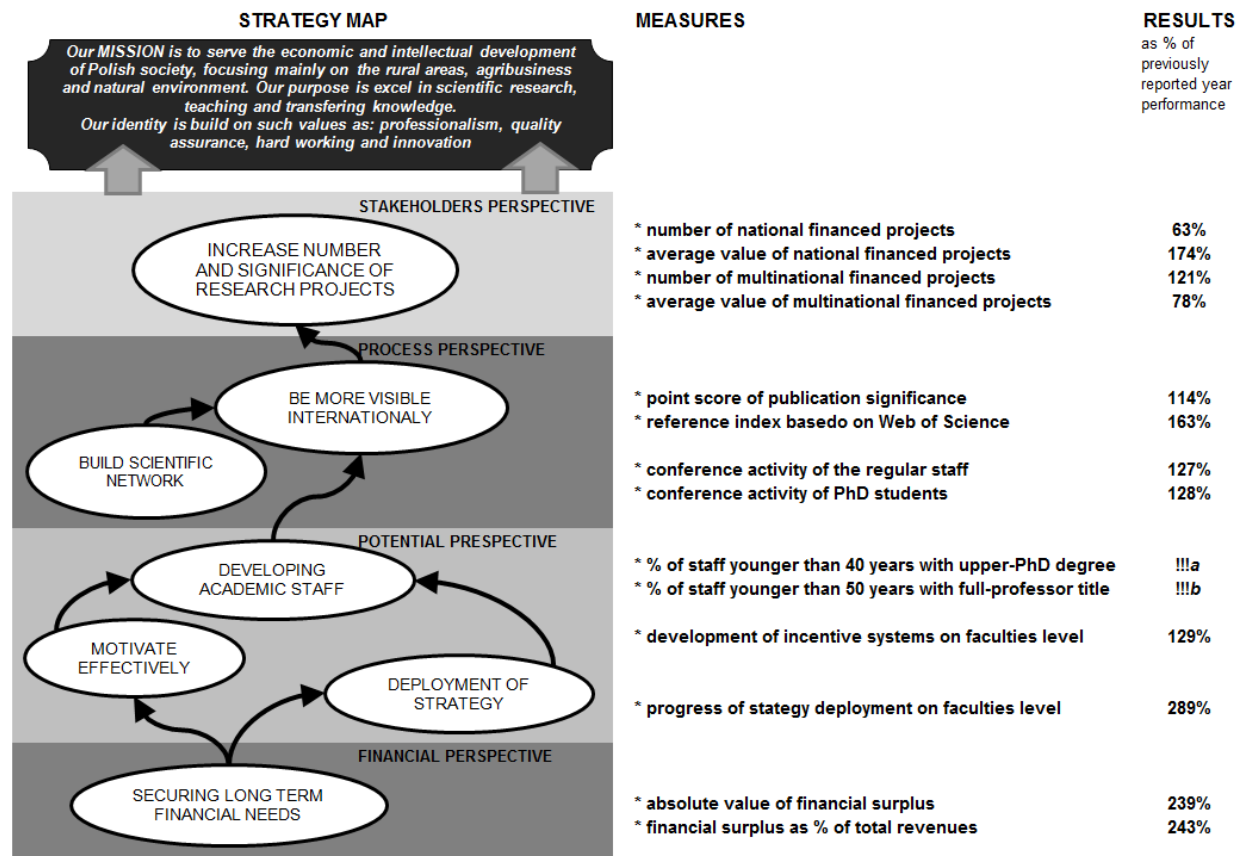 STRATEGY MAP
MEASURES
RESULTS
as % of
previously
reported year
performance
Our MISSION is to serve the economic and intellectual development
of Polish society, focusing mainly on the rural areas, agribusiness
and natural environment. Our purpose is excel in scientific research,
teaching and transfering knowledge.
Our identity is build on such values as: professionalism, quality
assurance, hard working and innovation
STAKEHOLDERS PERSPECTIVE
INCREASE NUMBER
AND SIGNIFICANCE OF
RESEARCH PROJECTS
* number of national financed projects 63%
* average value of national financed projects 174%
* number of multinational financed projects 121%
* average value of multinational financed projects 78%
PROCESS PERSPECTIVE
BE MORE VISIBLE
INTERNATIONALY
BUILD SCIENTIFIC
NETWORK
* point score of publication significance 114%
* reference index basedo on Web of Science 163%
* conference activity of the regular staff 127%
* conference activity of PhD students 128%
POTENTIAL PRESPECTIVE
DEVELOPING
ACADEMIC STAFF
MOTIVATE
EFFECTIVELY
DEPLOYMENT OF
STRATEGY
* % of staff younger than 40 years with upper-PhD degree !!!a
* % of staff younger than 50 years with full-professor title !!!b
* development of incentive systems on faculties level 129%
* progress of stategy deployment on faculties level 289%
FINANCIAL PERSPECTIVE
SECURING LONG TERM
FINANCIAL NEEDS
* absolute value of financial surplus 239%
* financial surplus as % of total revenues 243%